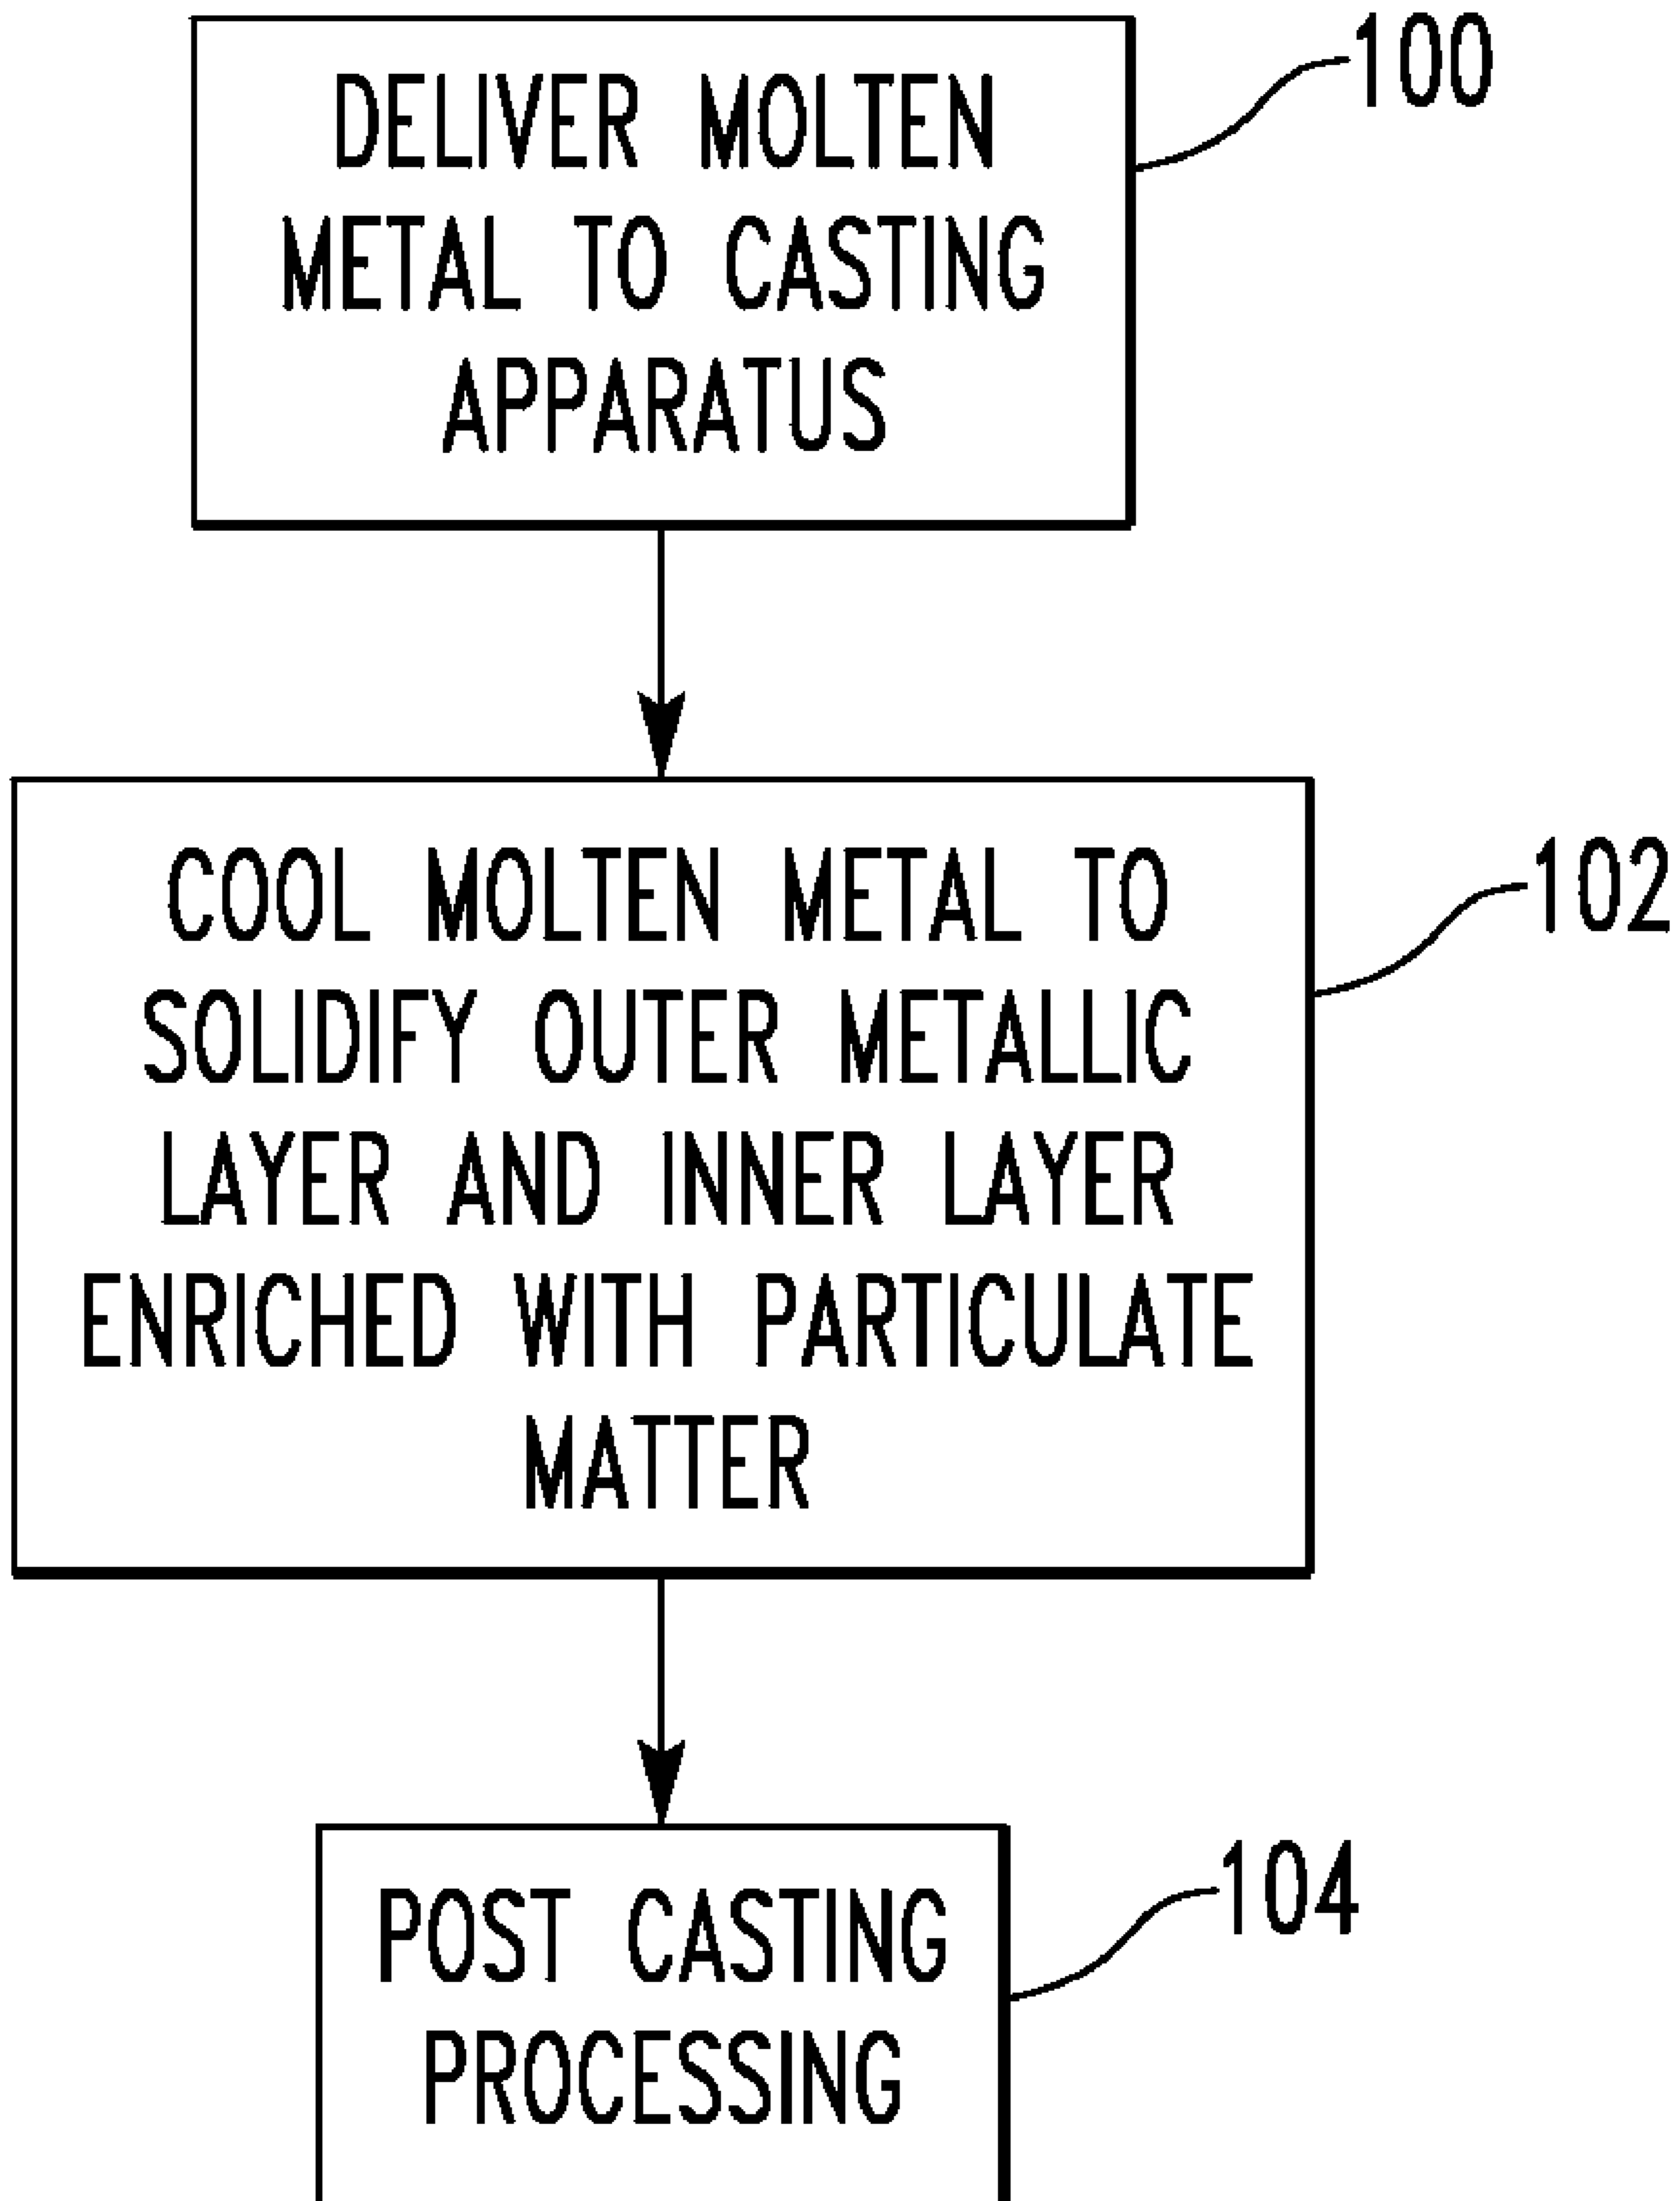 DELIVER MOLTEN
METAL TO CASTING
APPARATUS
100
COOL MOLTEN METAL TO
SOLIDIFY OUTER METALLIC
LAYER AND INNER LAYER
ENRICHED WITH PARTICULATE
MATTER
102
POST CASTING
PROCESSING
104